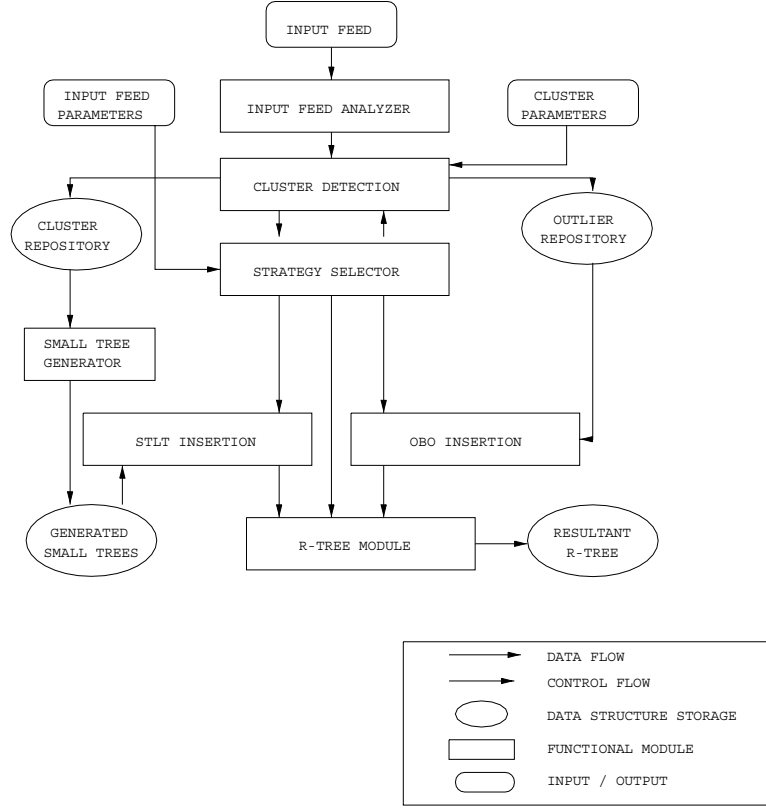 INPUT FEED
INPUT FEED
PARAMETERS
INPUT FEED ANALYZER
CLUSTER
PARAMETERS
CLUSTER DETECTION
CLUSTER
REPOSITORY
OUTLIER
REPOSITORY
STRATEGY SELECTOR
SMALL TREE
GENERATOR
STLT INSERTION
OBO INSERTION
GENERATED
SMALL TREES
R-TREE MODULE
RESULTANT
R-TREE
DATA FLOW
CONTROL FLOW
DATA STRUCTURE STORAGE
FUNCTIONAL MODULE
INPUT / OUTPUT